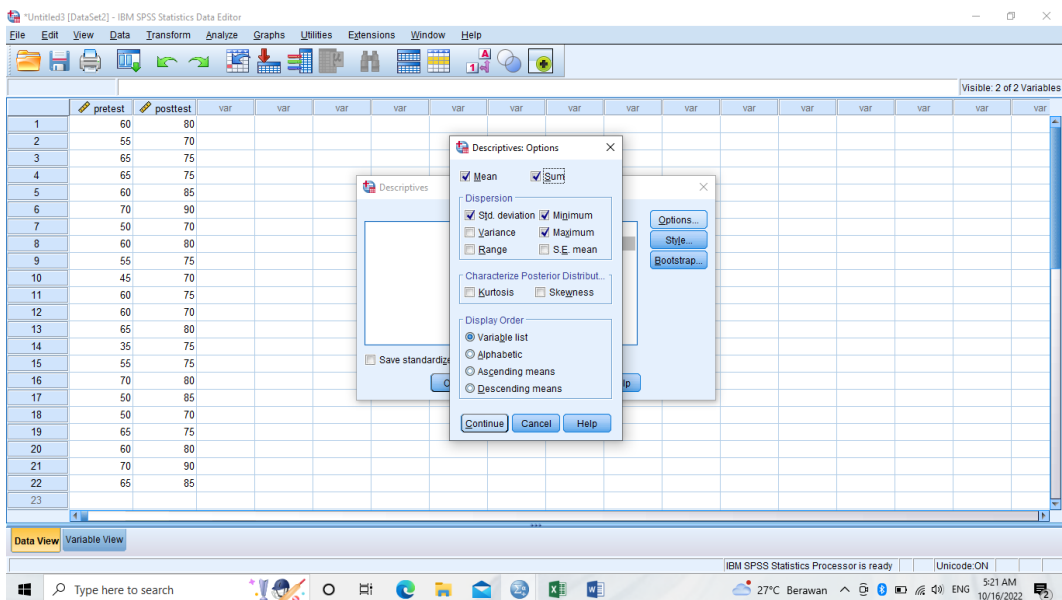 *Untitled3 [DataSet2] - IBM SPSS Statistics Data Editor
File Edit View Data Transform Analyze Graphs Utilities Extensions Window Help
Visible: 2 of 2 Variables
pretest posttest var var var var var var var var var var var var var var var
1 60 80
2 55 70
3 65 75
4 65 75
5 60 85
6 70 90
7 50 70
8 60 80
9 55 75
10 45 70
11 60 75
12 60 70
13 65 80
14 35 75
15 55 75
16 70 80
17 50 85
18 50 70
19 65 75
20 60 80
21 70 90
22 65 85
23
Descriptives
Options...
Style...
Bootstrap...
Save standardize
Descriptives: Options
Mean Sum
Dispersion
Std. deviation Minimum
Variance Maximum
Range S.E. mean
Characterize Posterior Distribut...
Kurtosis Skewness
Display Order
Variable list
Alphabetic
Ascending means
Descending means
Continue Cancel Help
Data View Variable View
IBM SPSS Statistics Processor is ready Unicode:ON
Type here to search
27°C Berawan ENG 5:21 AM
10/16/2022